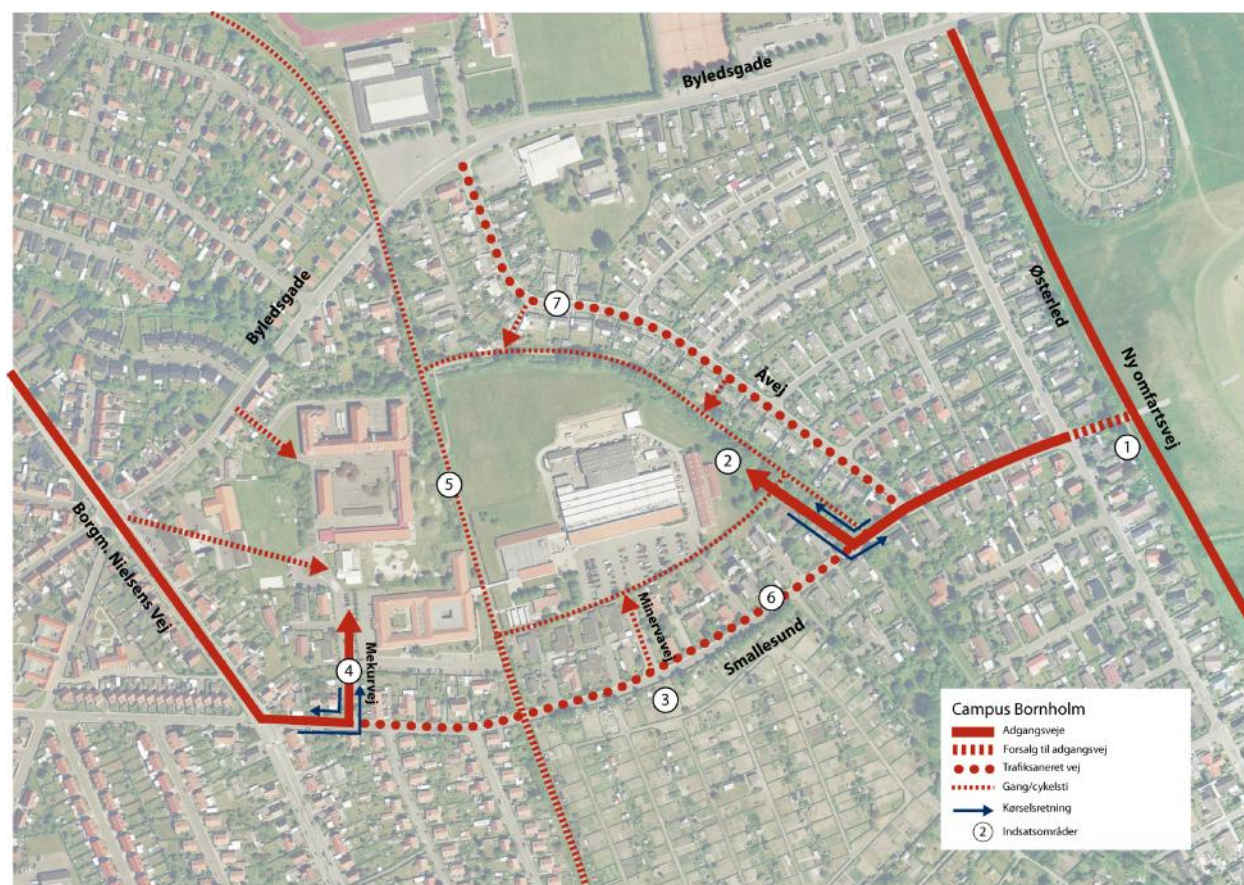 Byledsgade
Byledsgade
Østerled
Ny omfartsvej
7
Åvej
1
2
5
Borgm. Nielsens Vej
Minervavej
6
Smallesund
4
Mekurvej
3
Campus Bornholm
Adgangsveje
Forsalg til adgangsvej
Trafiksaneret vej
Gang/cykelsti
Kørselsretning
2 Indsatsområder